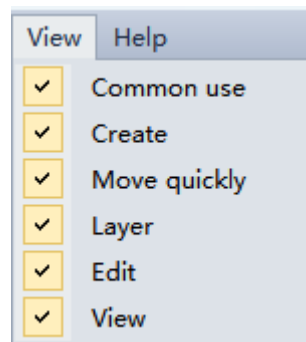 View Help
Common use
Create
Move quickly
Layer
Edit
View